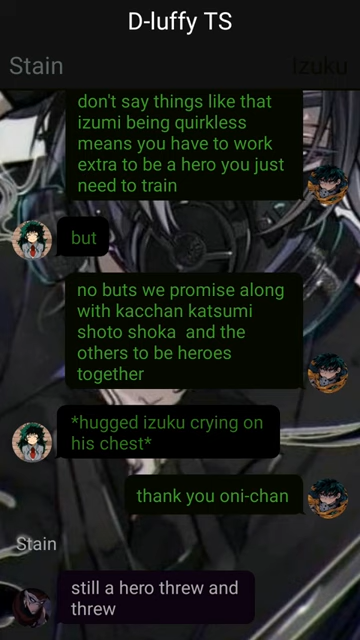 D-luffy TS
Stain
Izuku
don't say things like that
izumi being quirkless
means you have to work
extra to be a hero you just
need to train
but
no buts we promise along
with kacchan katsumi
shoto shoka  and the
others to be heroes
together
*hugged izuku crying on
his chest*
thank you oni-chan
Stain
still a hero threw and
threw